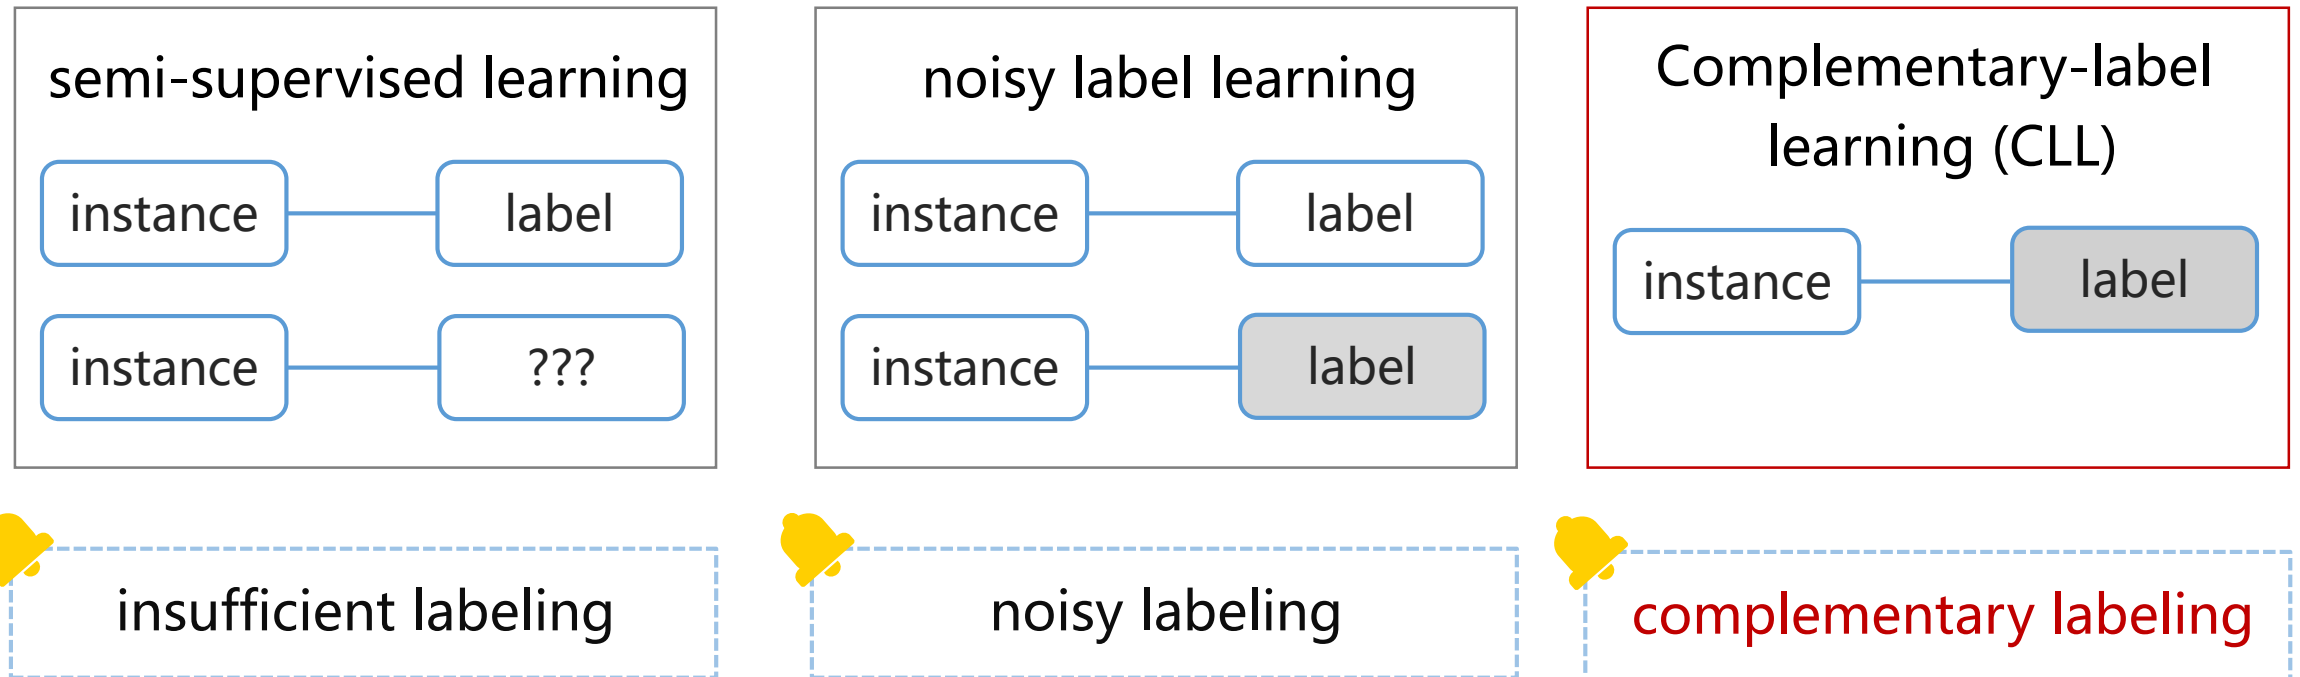 semi-supervised learning
instance label
instance ???
noisy label learning
instance label
instance label
Complementary-label
learning (CLL)
instance label
insufficient labeling
noisy labeling
complementary labeling